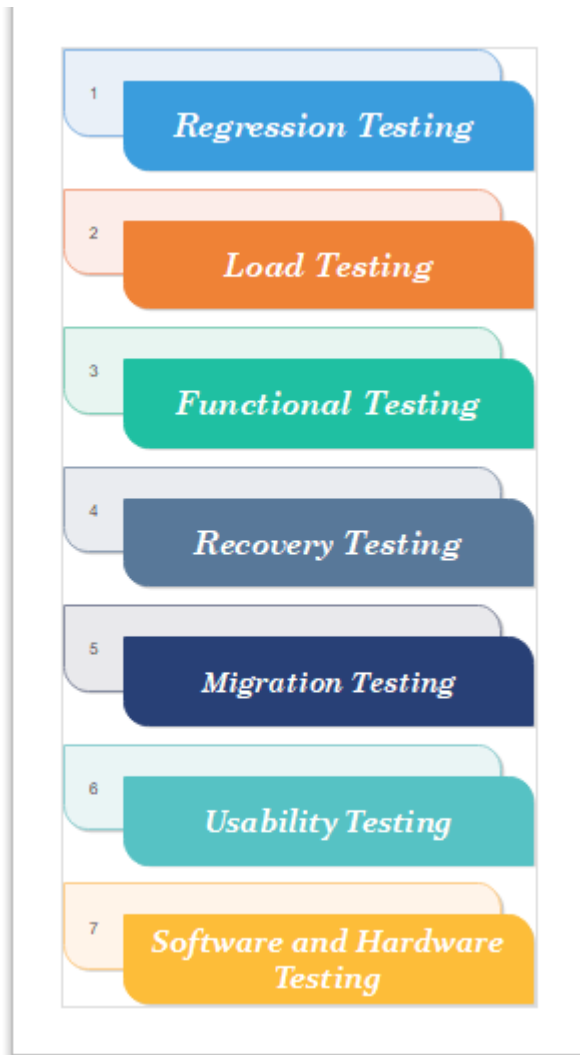 1
Regression Testing
2
Load Testing
3
Functional Testing
4
Recovery Testing
5
Migration Testing
6
Usability Testing
7
Software and Hardware
Testing